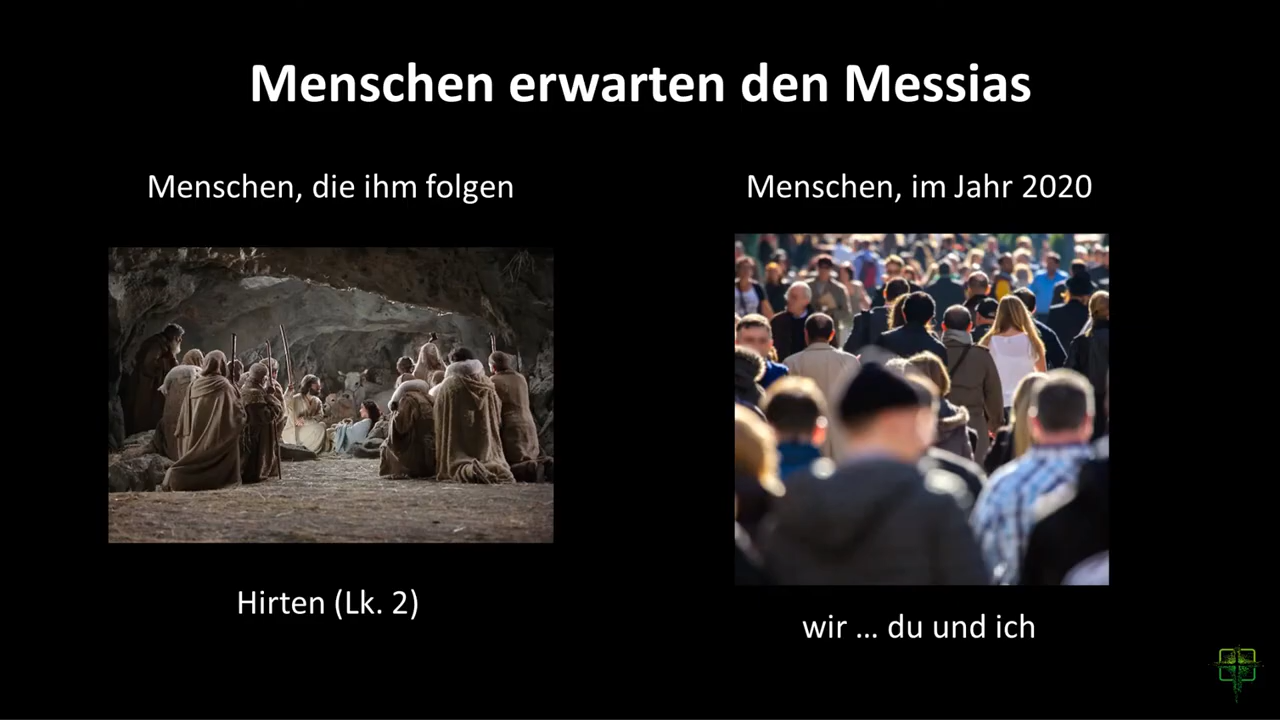 Menschen erwarten den Messias
Menschen, die ihm folgen
Menschen, im Jahr 2020
Hirten (Lk. 2)
wir ... du und ich